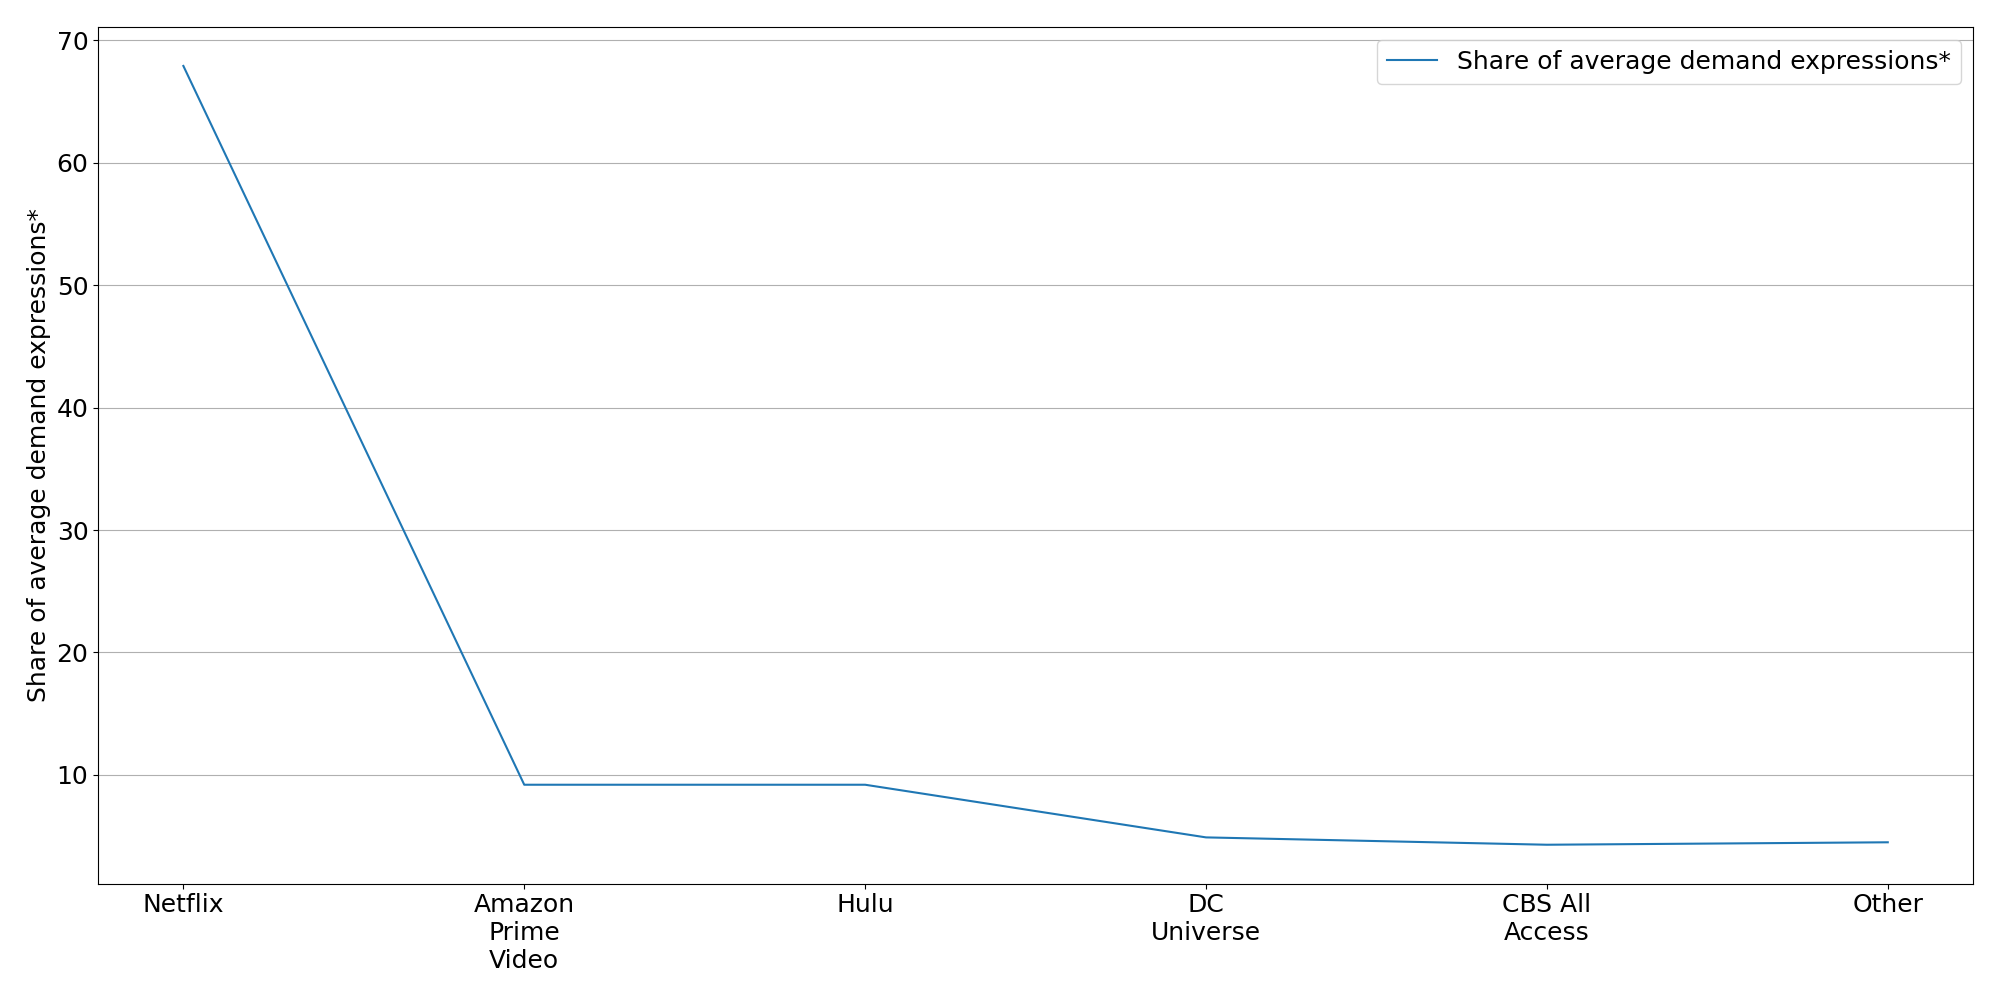 Share of average demand expressions*
Share of average demand expressions*
70
60
50
40
30
20
10
Netflix
Amazon
Prime
Video
Hulu
DC
Universe
CBS All
Access
Other